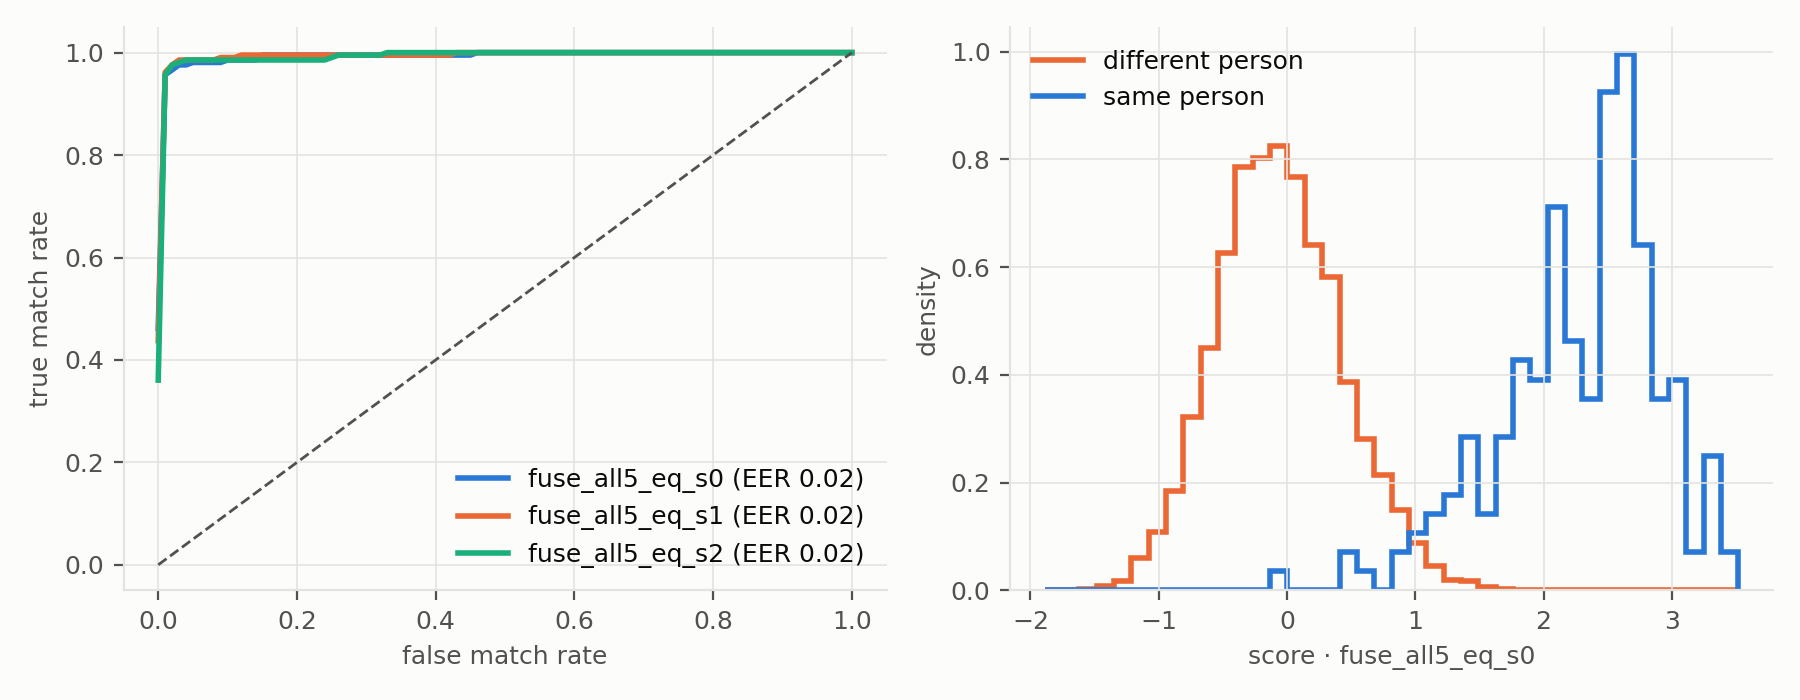 true match rate
1.0
0.8
0.6
0.4
0.2
0.0
fuse_all5_eq_s0 (EER 0.02)
fuse_all5_eq_s1 (EER 0.02)
fuse_all5_eq_s2 (EER 0.02)
0.0 0.2 0.4 0.6 0.8 1.0
false match rate
density
1.0
0.8
0.6
0.4
0.2
0.0
different person
same person
−2 −1 0 1 2 3
score · fuse_all5_eq_s0